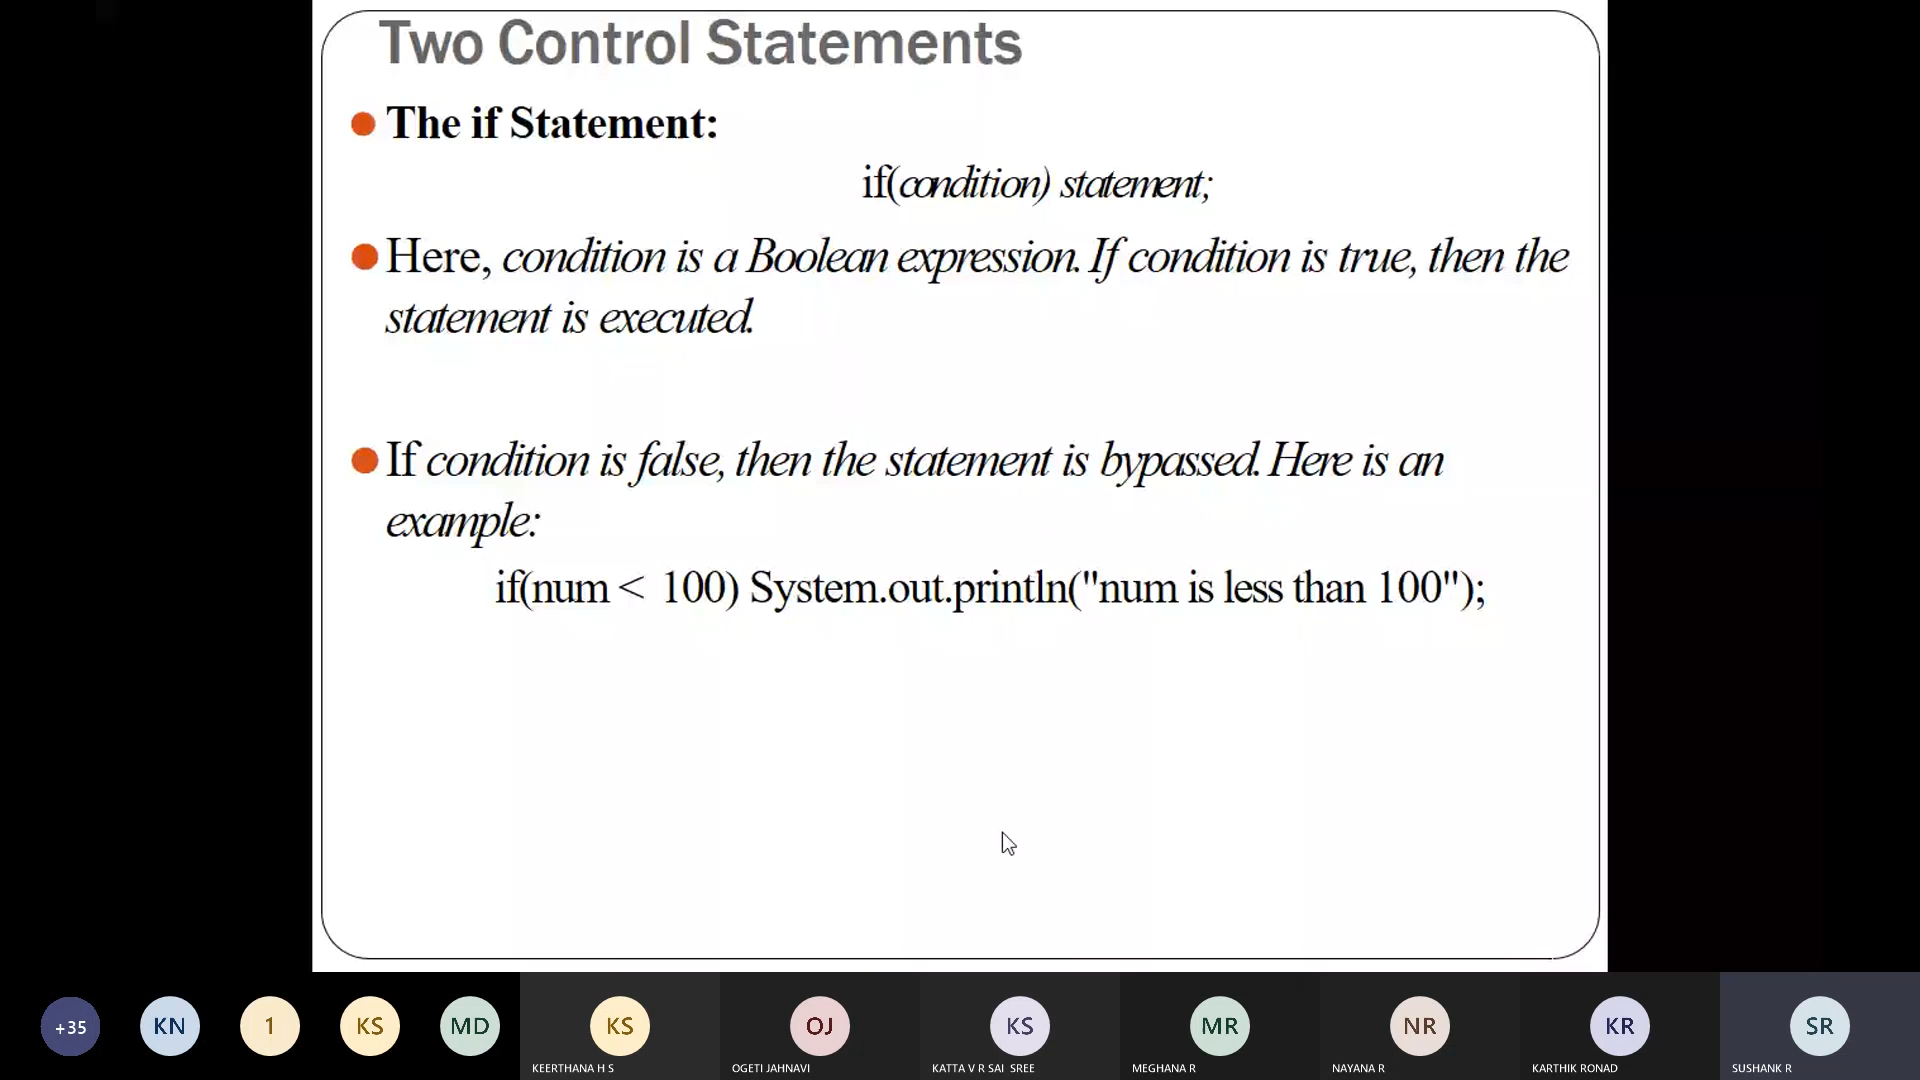 Two Control Statements
The if Statement:
if(condition) statement;
Here, condition is a Boolean expression. If condition is true, then the
statement is executed.
If condition is false, then the statement is bypassed. Here is an
example:
if(num < 100) System.out.println("num is less than 100");
+35 KN 1 KS MD KS OJ KS MR NR KR SR
KEERTHANA H S OGETI JAHNAVI KATTA V R SAI SREE MEGHANA R NAYANA R KARTHIK RONAD SUSHANK R